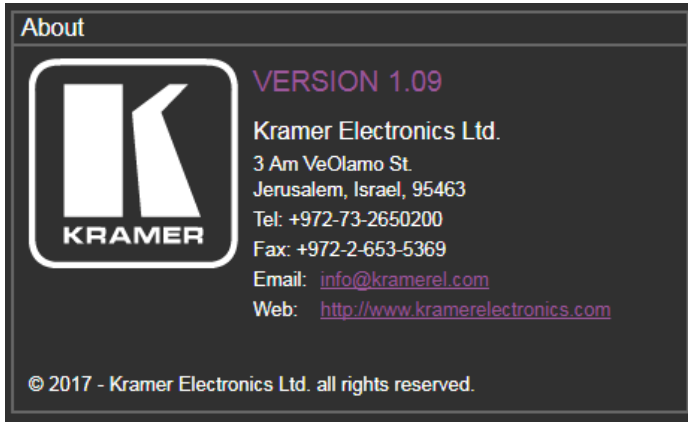 About
KRAMER
VERSION 1.09
Kramer Electronics Ltd.
3 Am VeOlamo St.
Jerusalem, Israel, 95463
Tel: +972-73-2650200
Fax: +972-2-653-5369
Email: info@kramerel.com
Web: http://www.kramerelectronics.com
© 2017 - Kramer Electronics Ltd. all rights reserved.